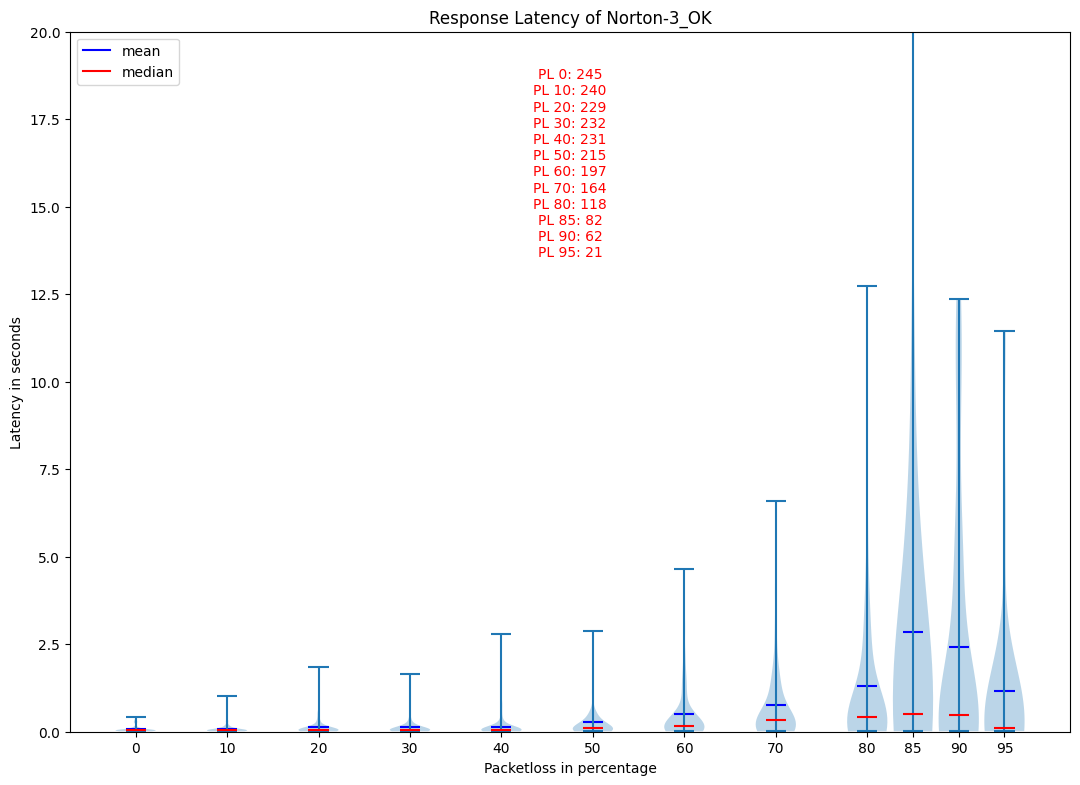 Response Latency of Norton-3_OK
mean
median
PL 0: 245
PL 10: 240
PL 20: 229
PL 30: 232
PL 40: 231
PL 50: 215
PL 60: 197
PL 70: 164
PL 80: 118
PL 85: 82
PL 90: 62
PL 95: 21
Latency in seconds
20.0
17.5
15.0
12.5
10.0
7.5
5.0
2.5
0.0
0 10 20 30 40 50 60 70 80 85 90 95
Packetloss in percentage